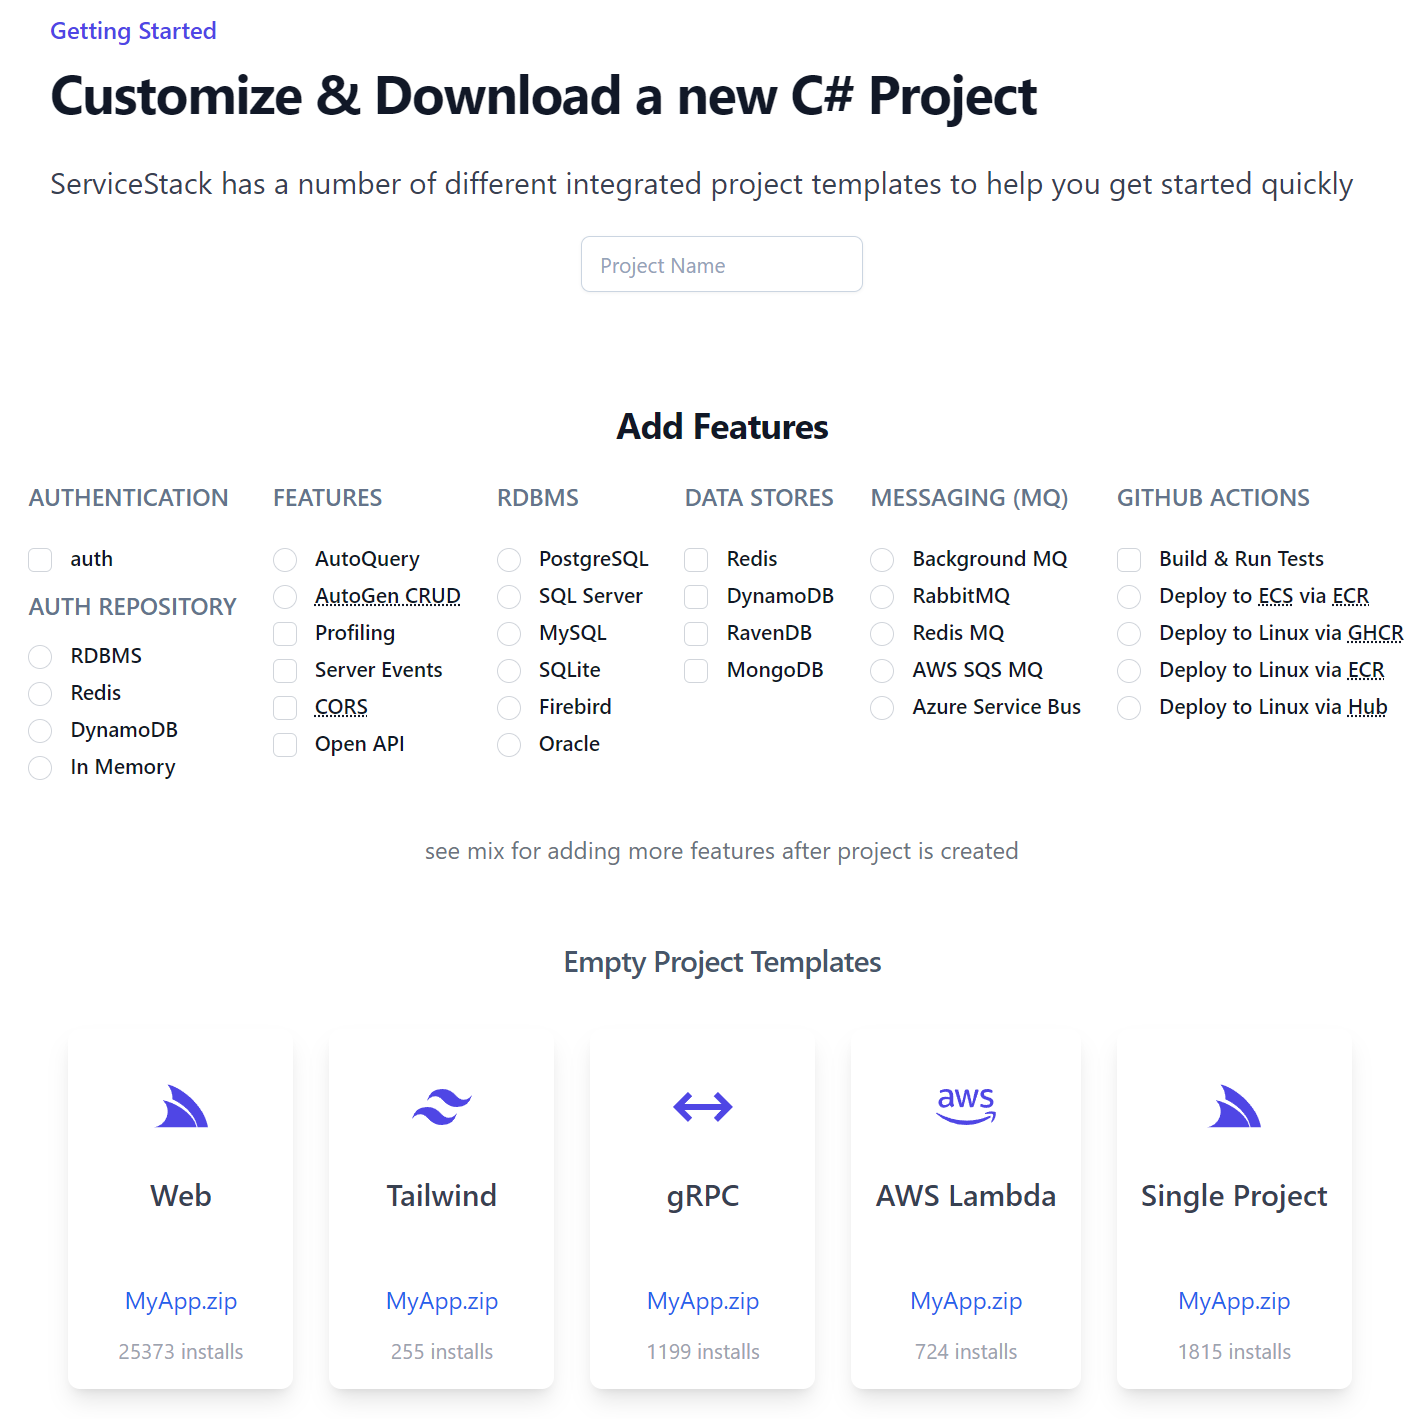 Getting Started
Customize & Download a new C# Project
ServiceStack has a number of different integrated project templates to help you get started quickly
Project Name
Add Features
AUTHENTICATION
auth
AUTH REPOSITORY
RDBMS
Redis
DynamoDB
In Memory
FEATURES
AutoQuery
AutoGen CRUD
Profiling
Server Events
CORS
Open API
RDBMS
PostgreSQL
SQL Server
MySQL
SQLite
Firebird
Oracle
DATA STORES
Redis
DynamoDB
RavenDB
MongoDB
MESSAGING (MQ)
Background MQ
RabbitMQ
Redis MQ
AWS SQS MQ
Azure Service Bus
GITHUB ACTIONS
Build & Run Tests
Deploy to ECS via ECR
Deploy to Linux via GHCR
Deploy to Linux via ECR
Deploy to Linux via Hub
see mix for adding more features after project is created
Empty Project Templates
Web
MyApp.zip
25373 installs
Tailwind
MyApp.zip
255 installs
gRPC
MyApp.zip
1199 installs
aws
AWS Lambda
MyApp.zip
724 installs
Single Project
MyApp.zip
1815 installs